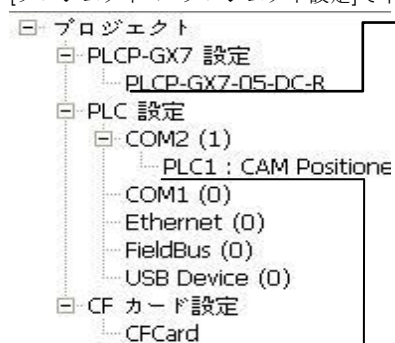 プロジェクト
PLCP-GX7 設定
PLCP-GX7-05-DC-R
PLC 設定
COM2 (1)
PLC1 : CAM Positione
COM1 (0)
Ethernet (0)
FieldBus (0)
USB Device (0)
CF カード設定
CFCard